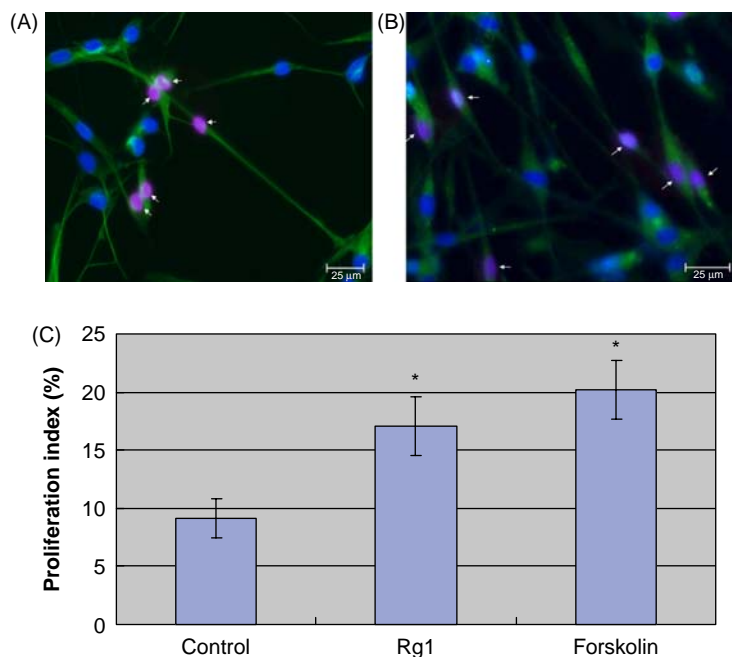 (A)
(B)
25 μm
25 μm
(C)
Proliferation index (%)
25
20
15
10
5
0
*
*
Control
Rg1
Forskolin